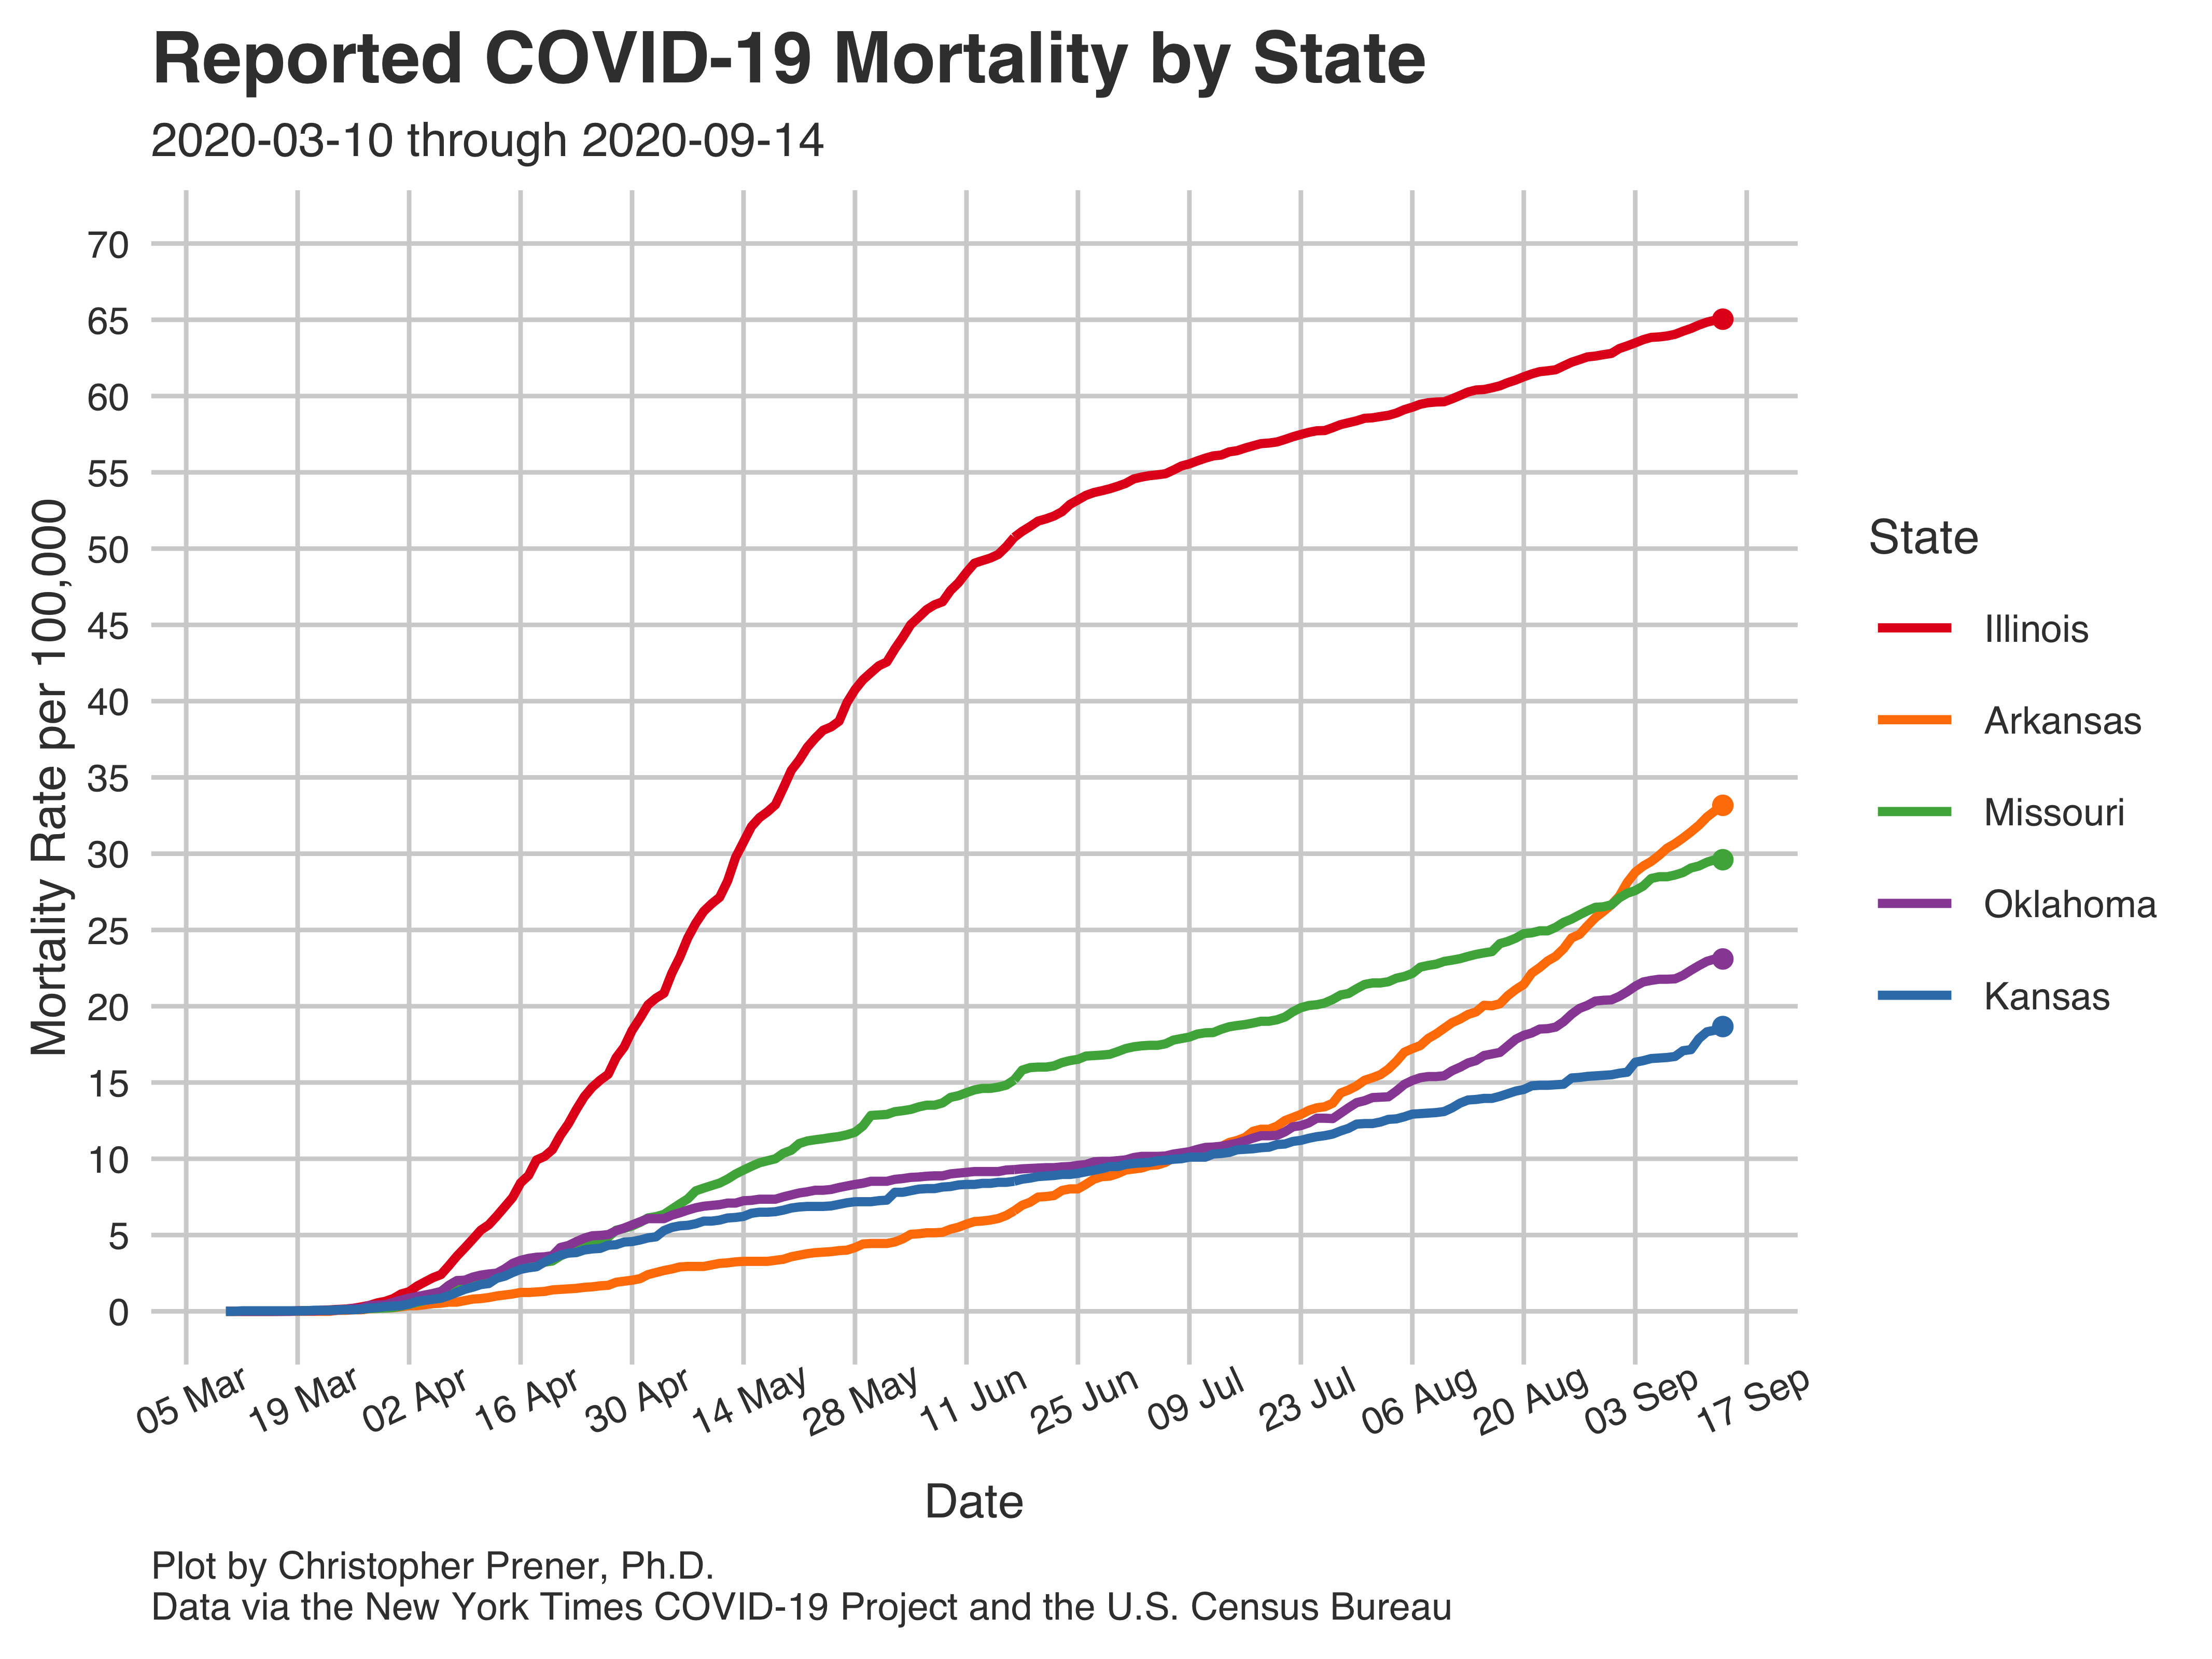 Reported COVID-19 Mortality by State
2020-03-10 through 2020-09-14
Mortality Rate per 100,000
70
65
60
55
50
45
40
35
30
25
20
15
10
5
0
05 Mar
19 Mar
02 Apr
16 Apr
30 Apr
14 May
28 May
11 Jun
25 Jun
09 Jul
23 Jul
06 Aug
20 Aug
03 Sep
17 Sep
Date
State
Illinois
Arkansas
Missouri
Oklahoma
Kansas
Plot by Christopher Prener, Ph.D.
Data via the New York Times COVID-19 Project and the U.S. Census Bureau